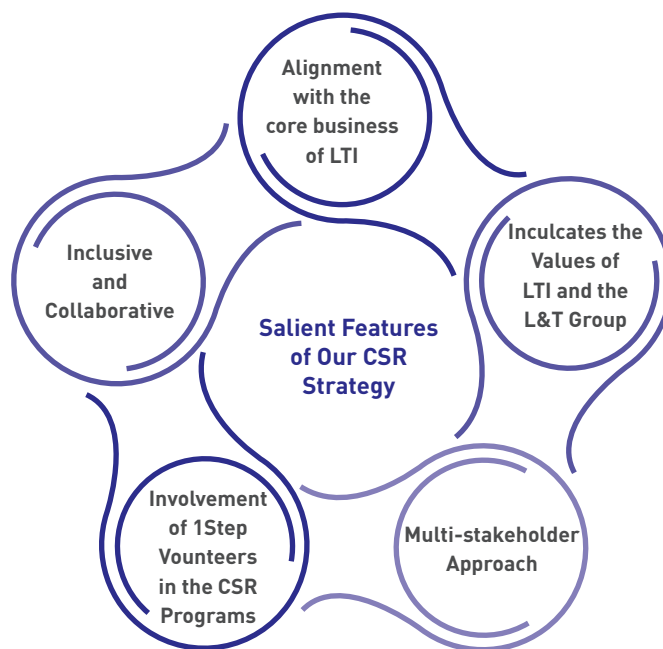 Alignment
with the
core business
of LTI
Inculcates the
Values of
LTI and the
L&T Group
Inclusive
and
Collaborative
Salient Features
of Our CSR
Strategy
Involvement
of 1Step
Vounteers
in the CSR
Programs
Multi-stakeholder
Approach